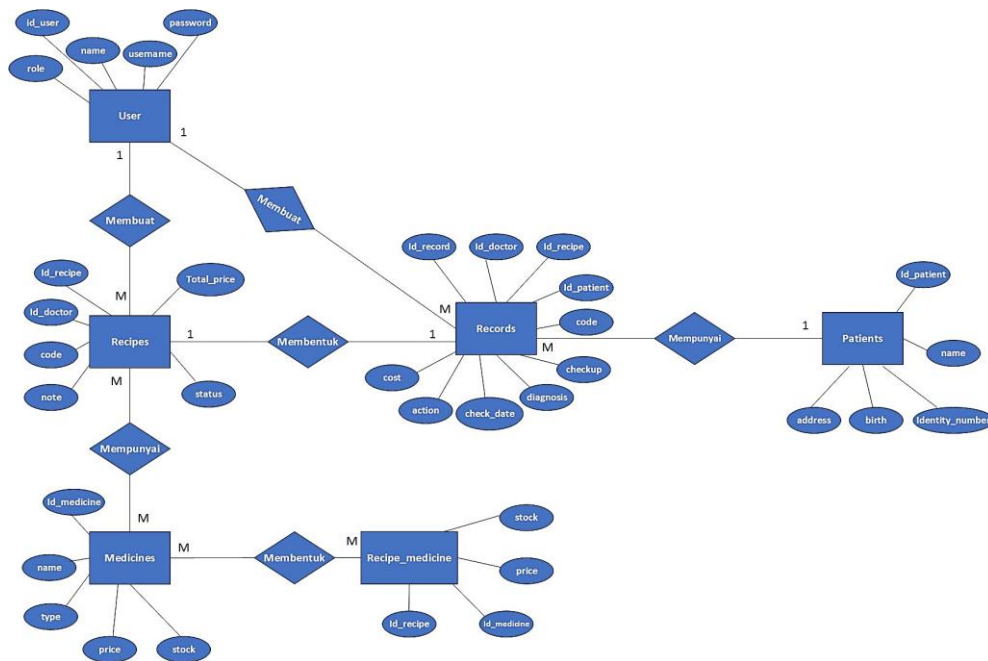 Id_user
password
name
username
role
User
1
1
Membuat
Membuat
Id_record
Id_doctor
Id_recipe
Id_recipe
Total_price
Id_patient
Id_patient
M
Id_doctor
M
code
Recipes
1
Membentuk
1
Records
M
Mempunyai
1
Patients
code
name
checkup
cost
note
status
diagnosis
M
action
check_date
address
birth
Identity_number
Mempunyai
Id_medicine
M
stock
name
Medicines
M
Membentuk
M
Recipe_medicine
price
type
Id_recipe
Id_medicine
price
stock